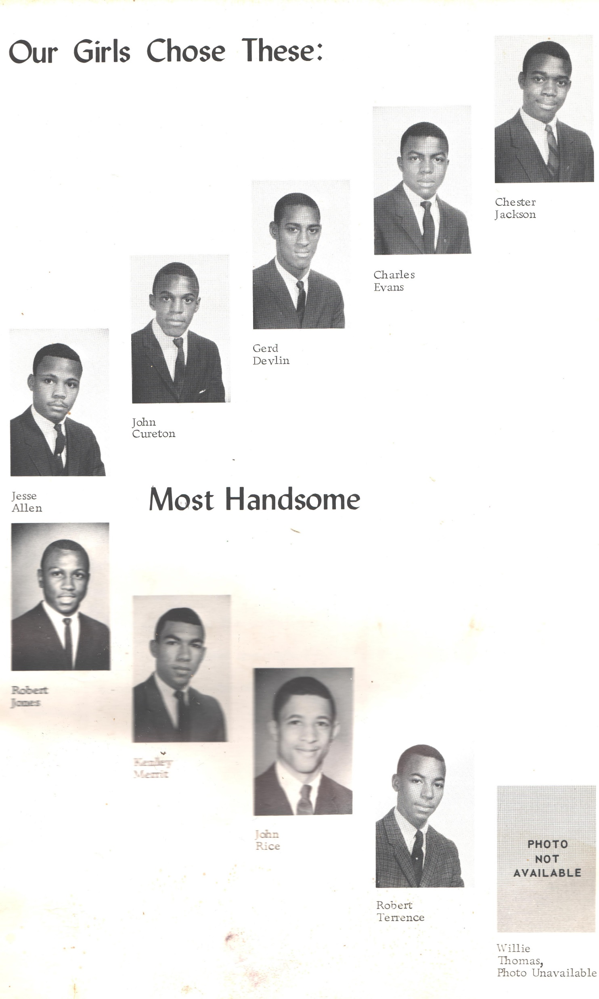 Our Girls Chose These:
Chester
Jackson
Charles
Evans
Gerd
Devlin
John
Cureton
Jesse
Allen
Most Handsome
Robert
Jones
Kenley
Merrit
John
Rice
Robert
Terrence
PHOTO
NOT
AVAILABLE
Willie
Thomas,
Photo Unavailable